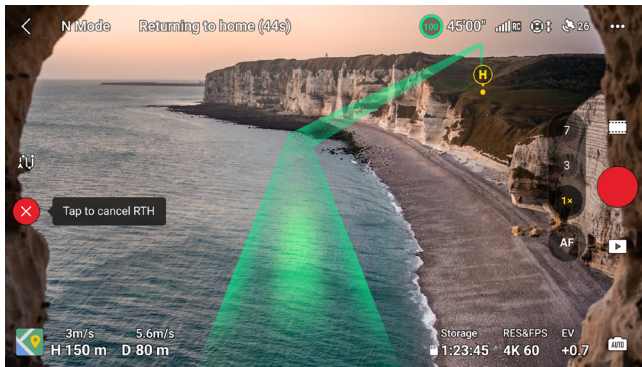 N Mode
Returning to home (44s)
100
45'00"
RC
26
H
7
3
1×
AF
Tap to cancel RTH
3m/s
5.6m/s
H 150 m
D 80 m
Storage
RES&FPS
EV
1:23:45
4K 60
+0.7
AUTO